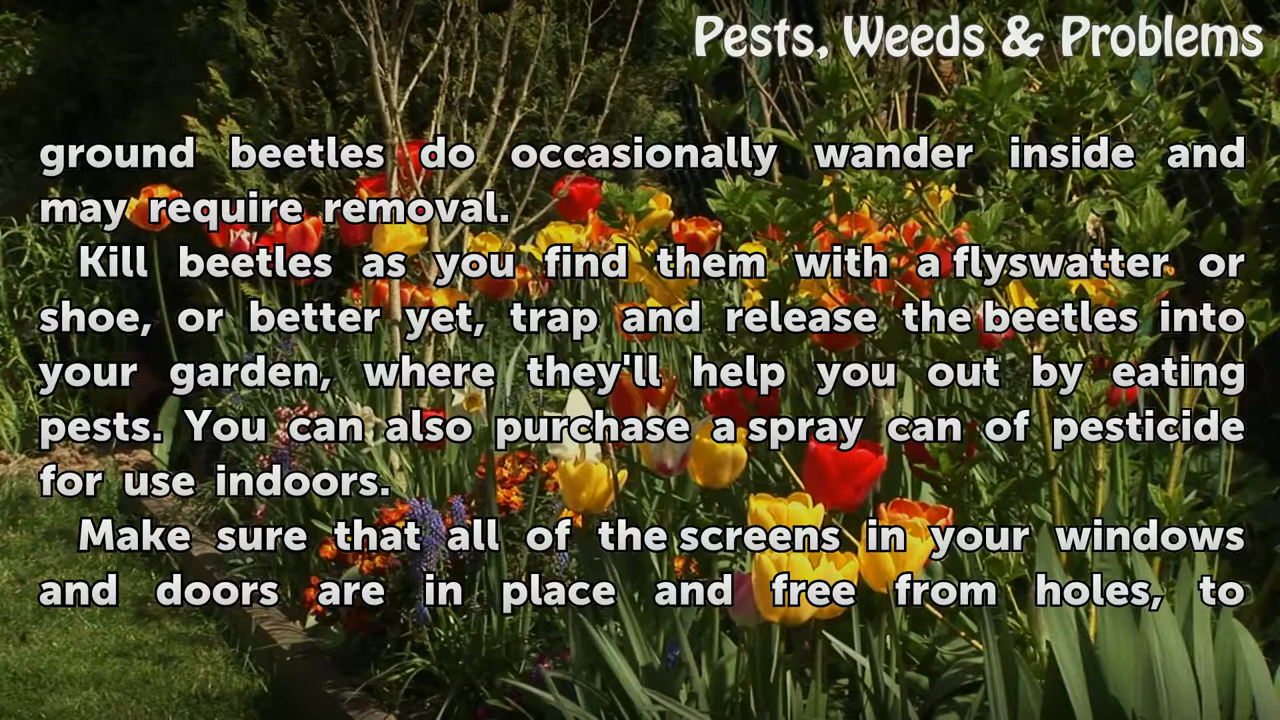 Pests, Weeds & Problems
ground beetles do occasionally wander inside and
may require removal.
Kill beetles as you find them with a flyswatter or
shoe, or better yet, trap and release the beetles into
your garden, where they'll help you out by eating
pests. You can also purchase a spray can of pesticide
for use indoors.
Make sure that all of the screens in your windows
and doors are in place and free from holes, to